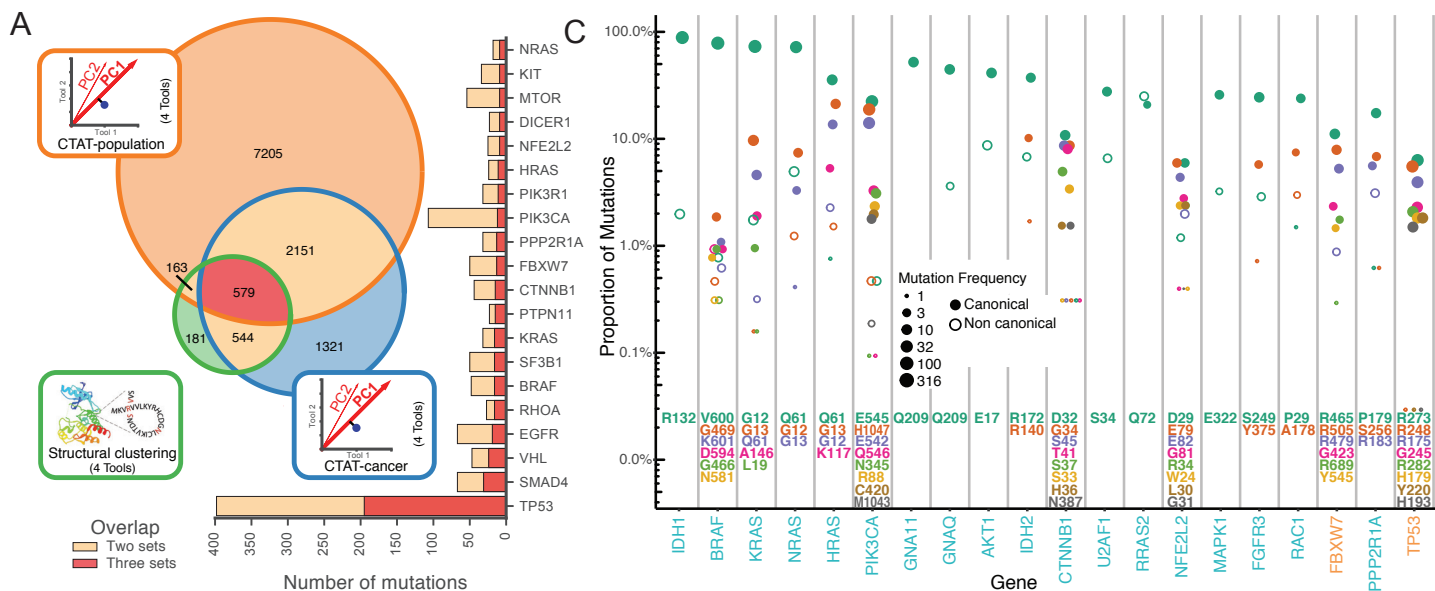 A
PC2
PC1
Tool 2
Tool 1
(4 Tools)
CTAT-population
7205
2151
163
579
181
544
1321
MKVRVVLKYRHCDGNLCIKVTDNSVVS
Structural clustering
(4 Tools)
PC2
PC1
Tool 2
Tool 1
(4 Tools)
CTAT-cancer
Overlap
Two sets
Three sets
NRAS
KIT
MTOR
DICER1
NFE2L2
HRAS
PIK3R1
PIK3CA
PPP2R1A
FBXW7
CTNNB1
PTPN11
KRAS
SF3B1
BRAF
RHOA
EGFR
VHL
SMAD4
TP53
400 350 300 250 200 150 100 50 0
Number of mutations
C
Proportion of Mutations
100.0%
10.0%
1.0%
0.1%
0.0%
Mutation Frequency
1
3
10
32
100
316
Canonical
Non canonical
R132 V600 G12 Q61 Q61 E545 Q209 Q209 E17 R172 D32 S34 Q72 D29 E322 S249 P29 R465 P179 R273
G469 G13 G12 G13 H1047 R140 G34 E79 Y375 A178 R505 S256 R248
K601 Q61 G13 G12 E542 S45 E82 R479 R183 R175
D594 A146 K117 Q546 T41 G81 G423 G245
G466 L19 N345 S37 R34 R689 R282
N581 R88 S33 W24 Y545 H179
C420 H36 L30 Y220
M1043 N387 G31 H193
IDH1 BRAF KRAS NRAS HRAS PIK3CA GNA11 GNAQ AKT1 IDH2 CTNNB1 U2AF1 RRAS2 NFE2L2 MAPK1 FGFR3 RAC1 FBXW7 PPP2R1A TP53
Gene